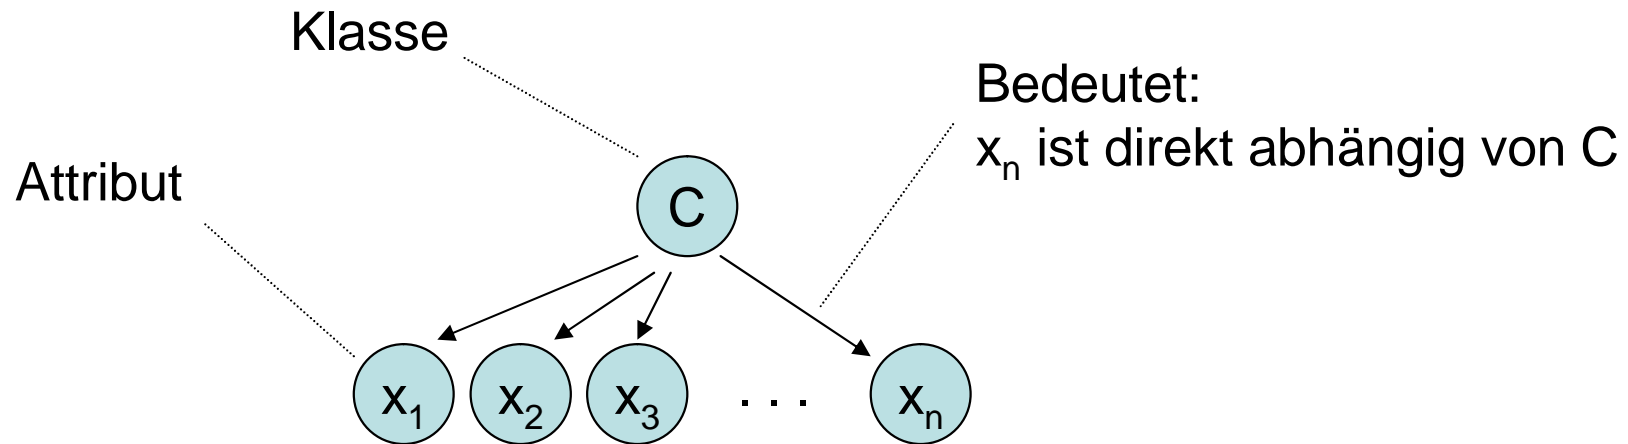 Klasse
Bedeutet:
xₙ ist direkt abhängig von C
Attribut
C
x₁ x₂ x₃ . . . xₙ